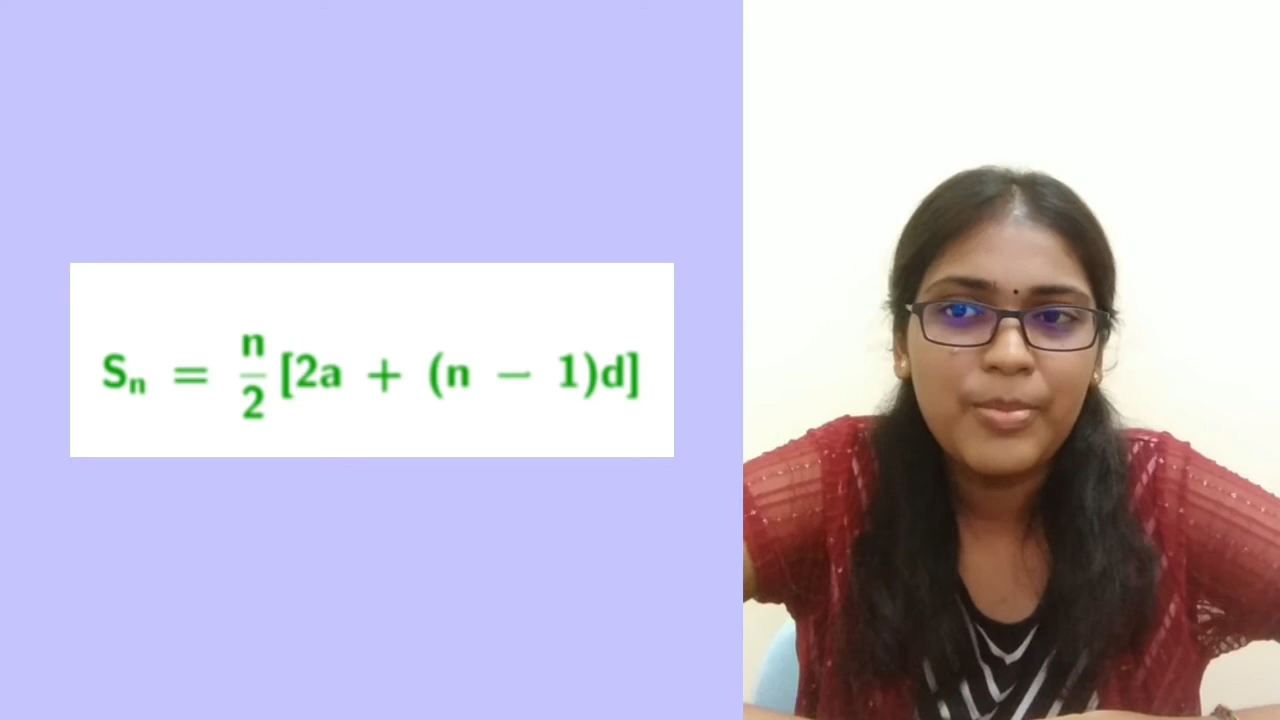 Sₙ = n/2 [2a + (n − 1)d]